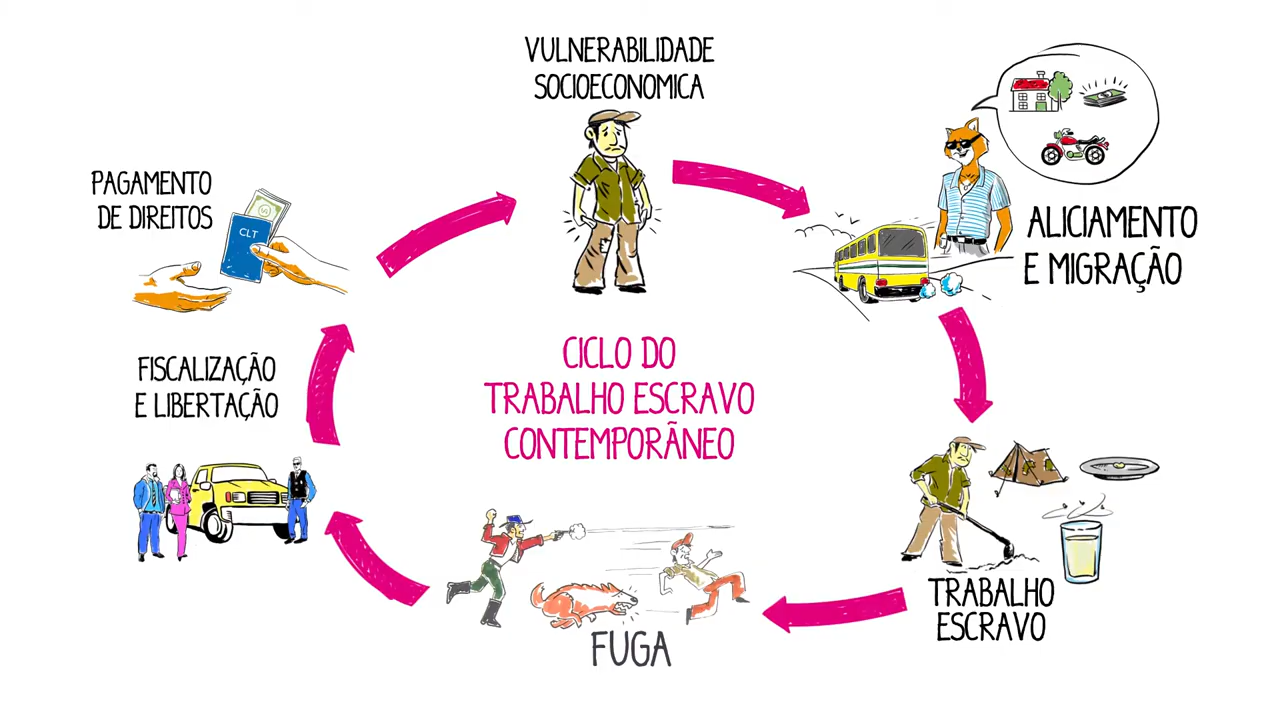 VULNERABILIDADE
SOCIOECONOMICA
ALICIAMENTO
E MIGRAÇÃO
TRABALHO
ESCRAVO
FUGA
FISCALIZAÇÃO
E LIBERTAÇÃO
PAGAMENTO
DE DIREITOS
CLT
CICLO DO
TRABALHO ESCRAVO
CONTEMPORÂNEO